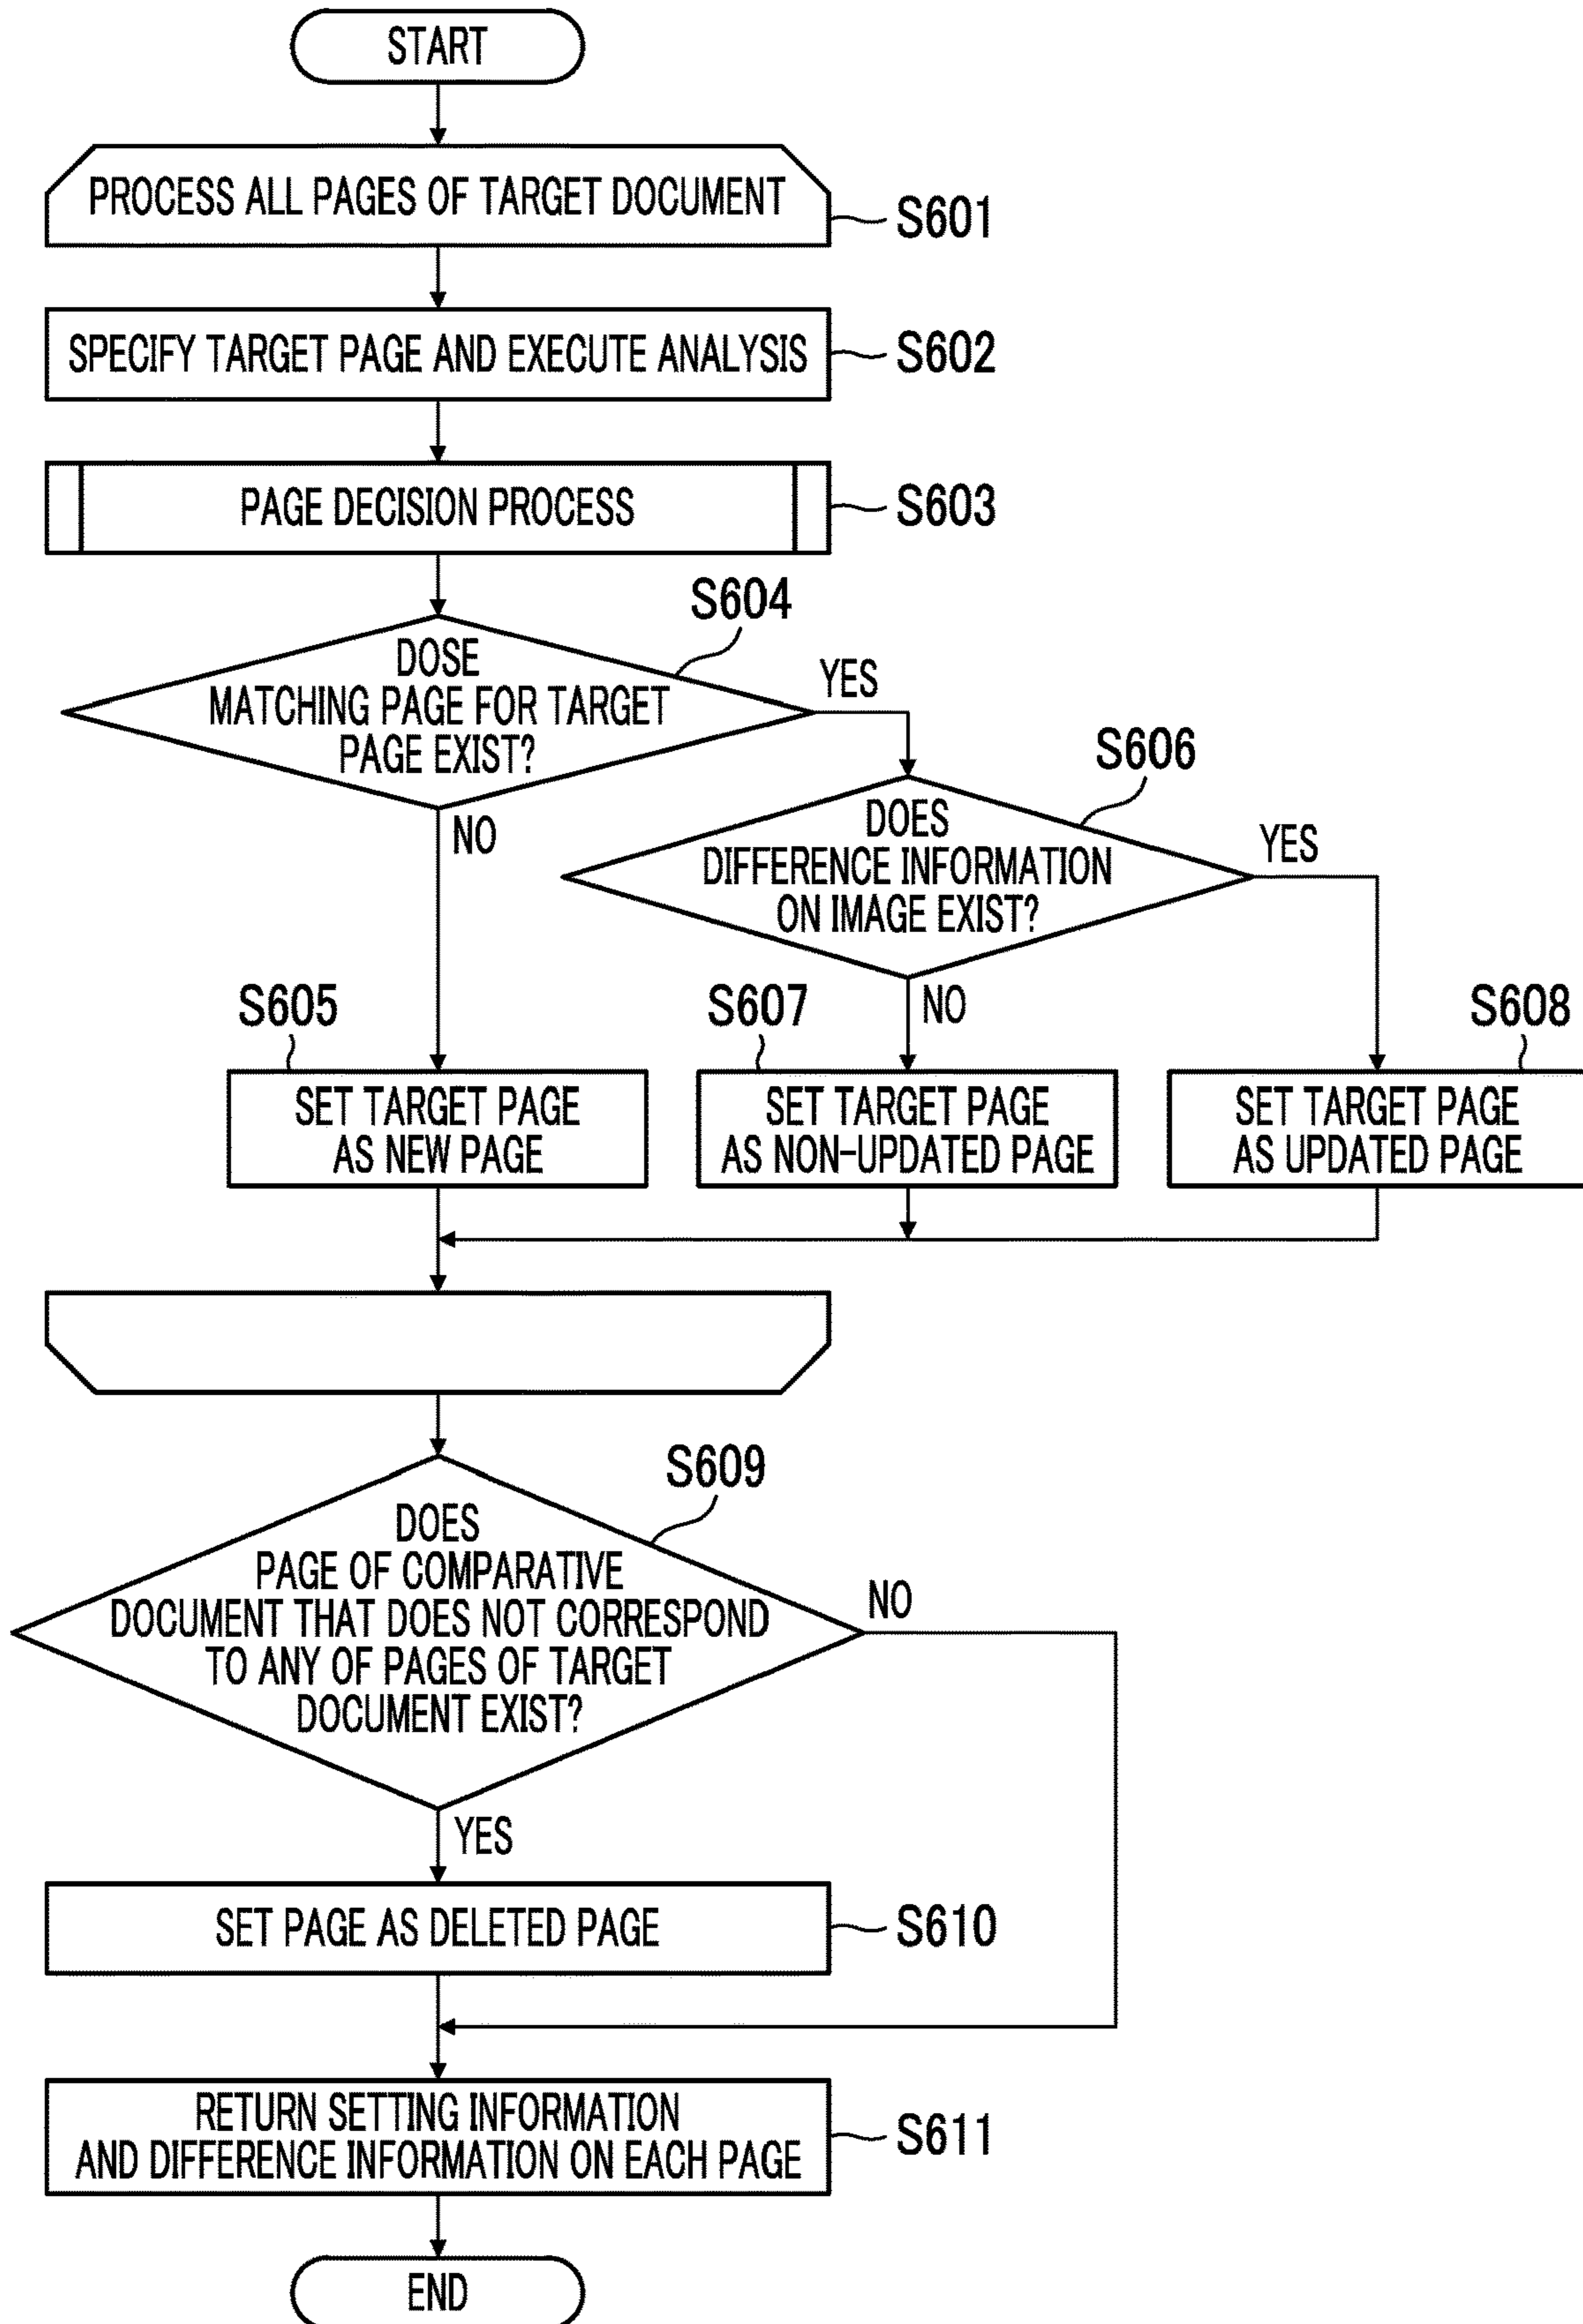 START
PROCESS ALL PAGES OF TARGET DOCUMENT
S601
SPECIFY TARGET PAGE AND EXECUTE ANALYSIS
S602
PAGE DECISION PROCESS
S603
S604
DOSE
MATCHING PAGE FOR TARGET
PAGE EXIST?
YES
NO
S606
DOES
DIFFERENCE INFORMATION
ON IMAGE EXIST?
YES
NO
S605
SET TARGET PAGE
AS NEW PAGE
S607
SET TARGET PAGE
AS NON-UPDATED PAGE
S608
SET TARGET PAGE
AS UPDATED PAGE
S609
DOES
PAGE OF COMPARATIVE
DOCUMENT THAT DOES NOT CORRESPOND
TO ANY OF PAGES OF TARGET
DOCUMENT EXIST?
NO
YES
SET PAGE AS DELETED PAGE
S610
RETURN SETTING INFORMATION
AND DIFFERENCE INFORMATION ON EACH PAGE
S611
END